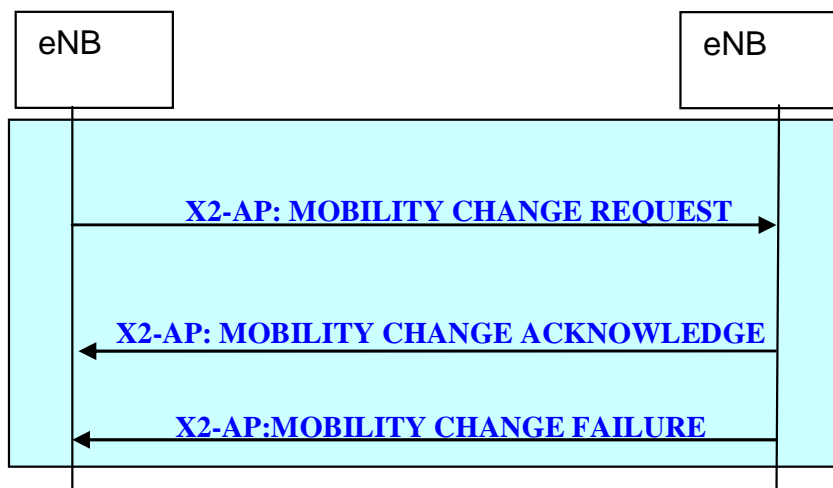 eNB
eNB
X2-AP: MOBILITY CHANGE REQUEST
X2-AP: MOBILITY CHANGE ACKNOWLEDGE
X2-AP:MOBILITY CHANGE FAILURE